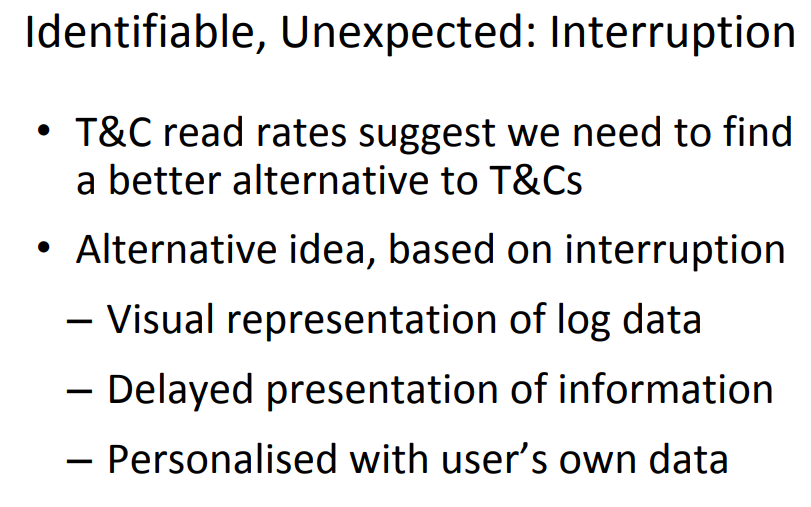 Identifiable, Unexpected: Interruption
• T&C read rates suggest we need to find
a better alternative to T&Cs
• Alternative idea, based on interruption
– Visual representation of log data
– Delayed presentation of information
– Personalised with user’s own data